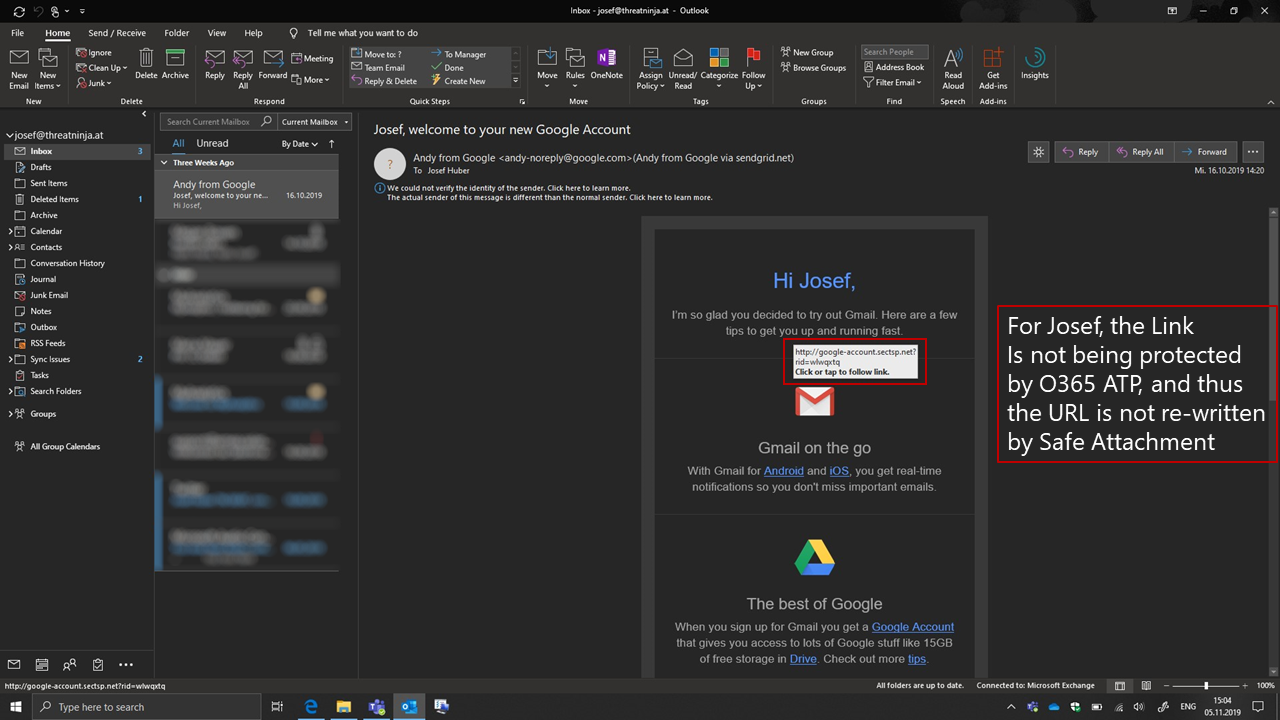 Inbox - josef@threatninja.at - Outlook
File Home Send / Receive Folder View Help Tell me what you want to do
New Email
New Items
New
Ignore
Clean Up
Junk
Delete
Archive
Delete
Reply
Reply All
Forward
Meeting
More
Respond
Move to: ?
Team Email
Reply & Delete
To Manager
Done
Create New
Quick Steps
Move
Rules
OneNote
Move
Assign Policy
Unread/ Read
Categorize
Follow Up
Tags
New Group
Browse Groups
Groups
Search People
Address Book
Filter Email
Find
Read Aloud
Speech
Get Add-ins
Add-ins
Insights
josef@threatninja.at
Inbox 3
Drafts
Sent Items
Deleted Items 1
Archive
Calendar
Contacts
Conversation History
Journal
Junk Email
Notes
Outbox
RSS Feeds
Sync Issues 2
Tasks
Search Folders
Groups
All Group Calendars
Search Current Mailbox Current Mailbox
All Unread By Date
Three Weeks Ago
Andy from Google
Josef, welcome to your ne... 16.10.2019
Hi Josef,
Josef, welcome to your new Google Account
?
Andy from Google <andy-noreply@google.com>(Andy from Google via sendgrid.net)
To Josef Huber
Reply Reply All Forward
Mi. 16.10.2019 14:20
We could not verify the identity of the sender. Click here to learn more.
The actual sender of this message is different than the normal sender. Click here to learn more.
Hi Josef,
I'm so glad you decided to try out Gmail. Here are a few
tips to get you up and running fast.
http://google-account.sectsp.net?
rid=wlwqxtq
Click or tap to follow link.
Gmail on the go
With Gmail for Android and iOS, you get real-time
notifications so you don't miss important emails.
The best of Google
When you sign up for Gmail you get a Google Account
that gives you access to lots of Google stuff like 15GB
of free storage in Drive. Check out more tips.
For Josef, the Link
Is not being protected
by O365 ATP, and thus
the URL is not re-written
by Safe Attachment
http://google-account.sectsp.net?rid=wlwqxtq
All folders are up to date. Connected to: Microsoft Exchange 100%
Type here to search
ENG
15:04
05.11.2019